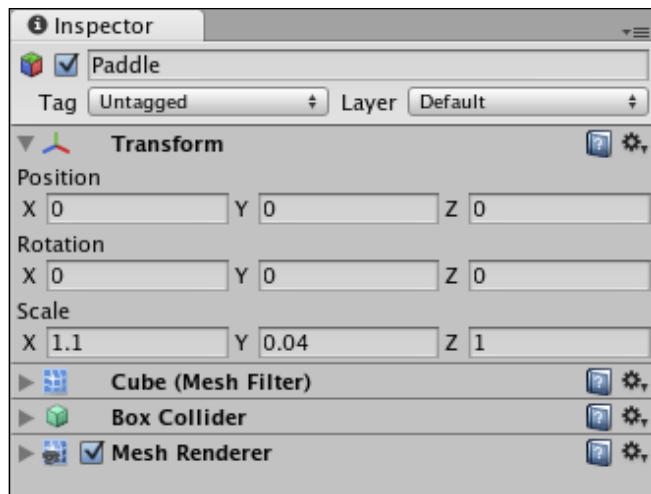 Inspector
Paddle
Tag Untagged Layer Default
Transform
Position
X 0 Y 0 Z 0
Rotation
X 0 Y 0 Z 0
Scale
X 1.1 Y 0.04 Z 1
Cube (Mesh Filter)
Box Collider
Mesh Renderer